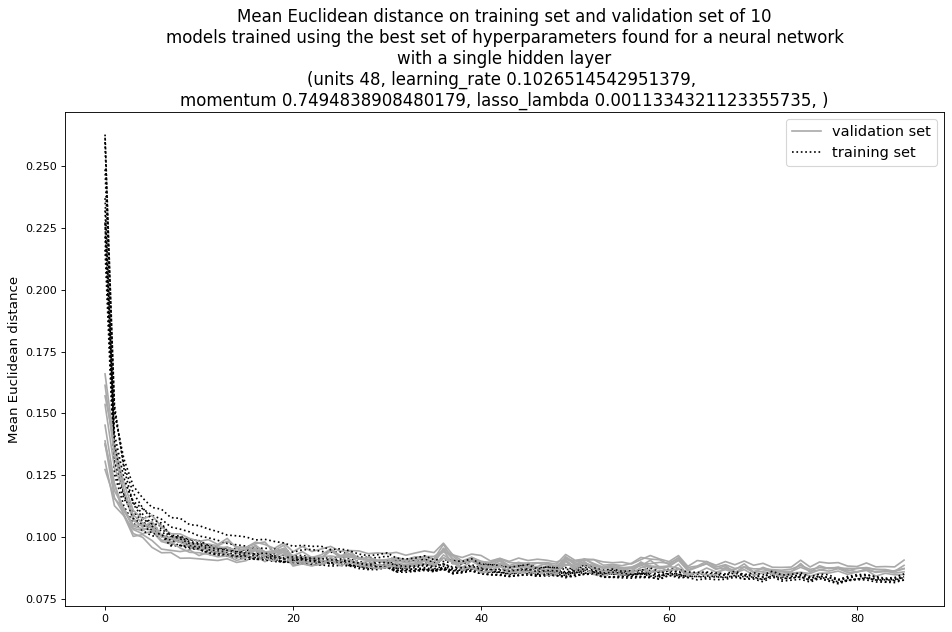 Mean Euclidean distance on training set and validation set of 10
models trained using the best set of hyperparameters found for a neural network
with a single hidden layer
(units 48, learning_rate 0.1026514542951379,
momentum 0.7494838908480179, lasso_lambda 0.0011334321123355735, )
validation set
training set
Mean Euclidean distance
0.250
0.225
0.200
0.175
0.150
0.125
0.100
0.075
0 20 40 60 80